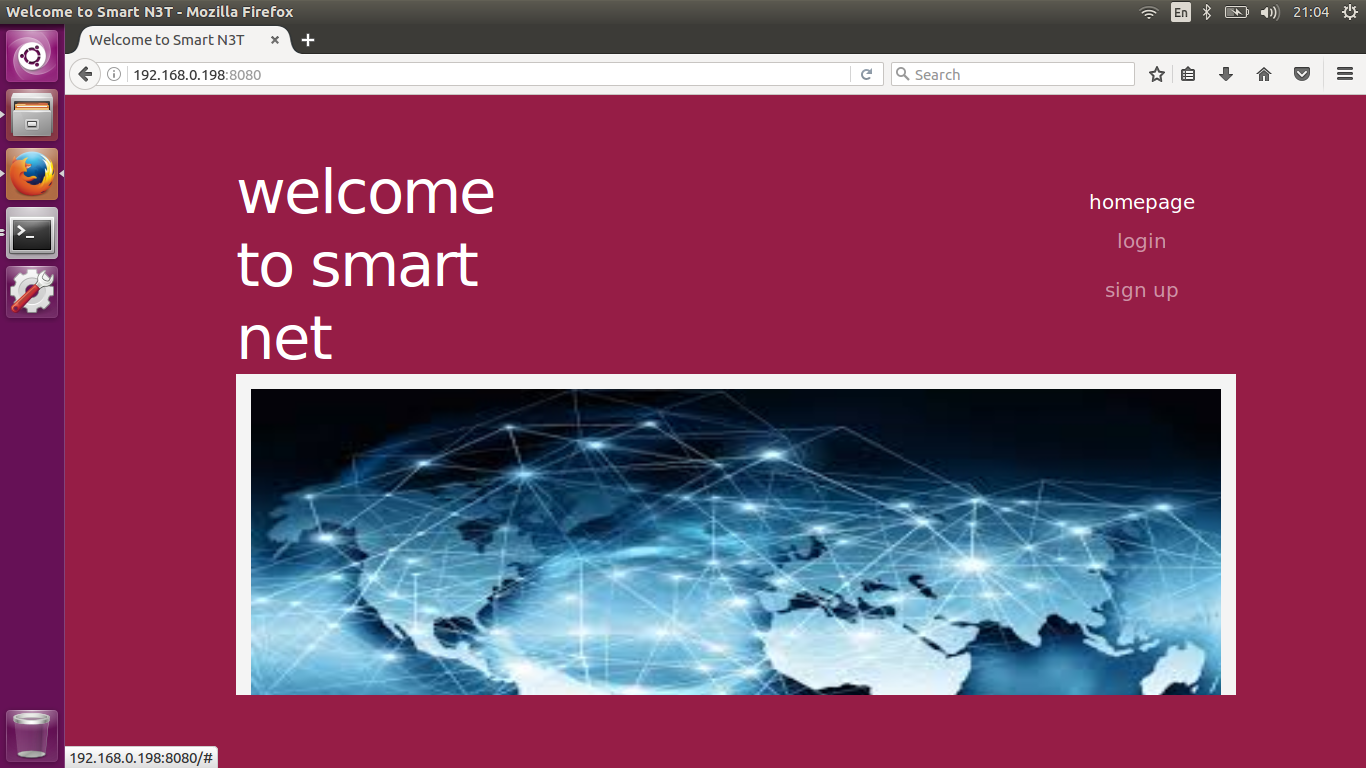 Welcome to Smart N3T - Mozilla Firefox
En
21:04
Welcome to Smart N3T
192.168.0.198:8080
Search
welcome
to smart
net
homepage
login
sign up
192.168.0.198:8080/#